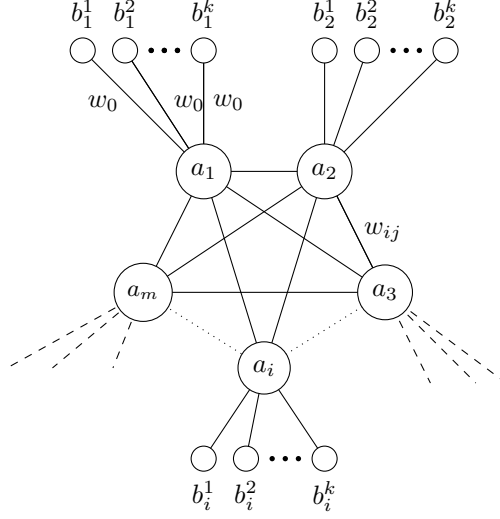 b_1^1 b_1^2 ••• b_1^k b_2^1 b_2^2 ••• b_2^k
w_0 w_0 w_0
a_1 a_2
w_{ij}
a_m a_3
a_i
•••
b_i^1 b_i^2 b_i^k